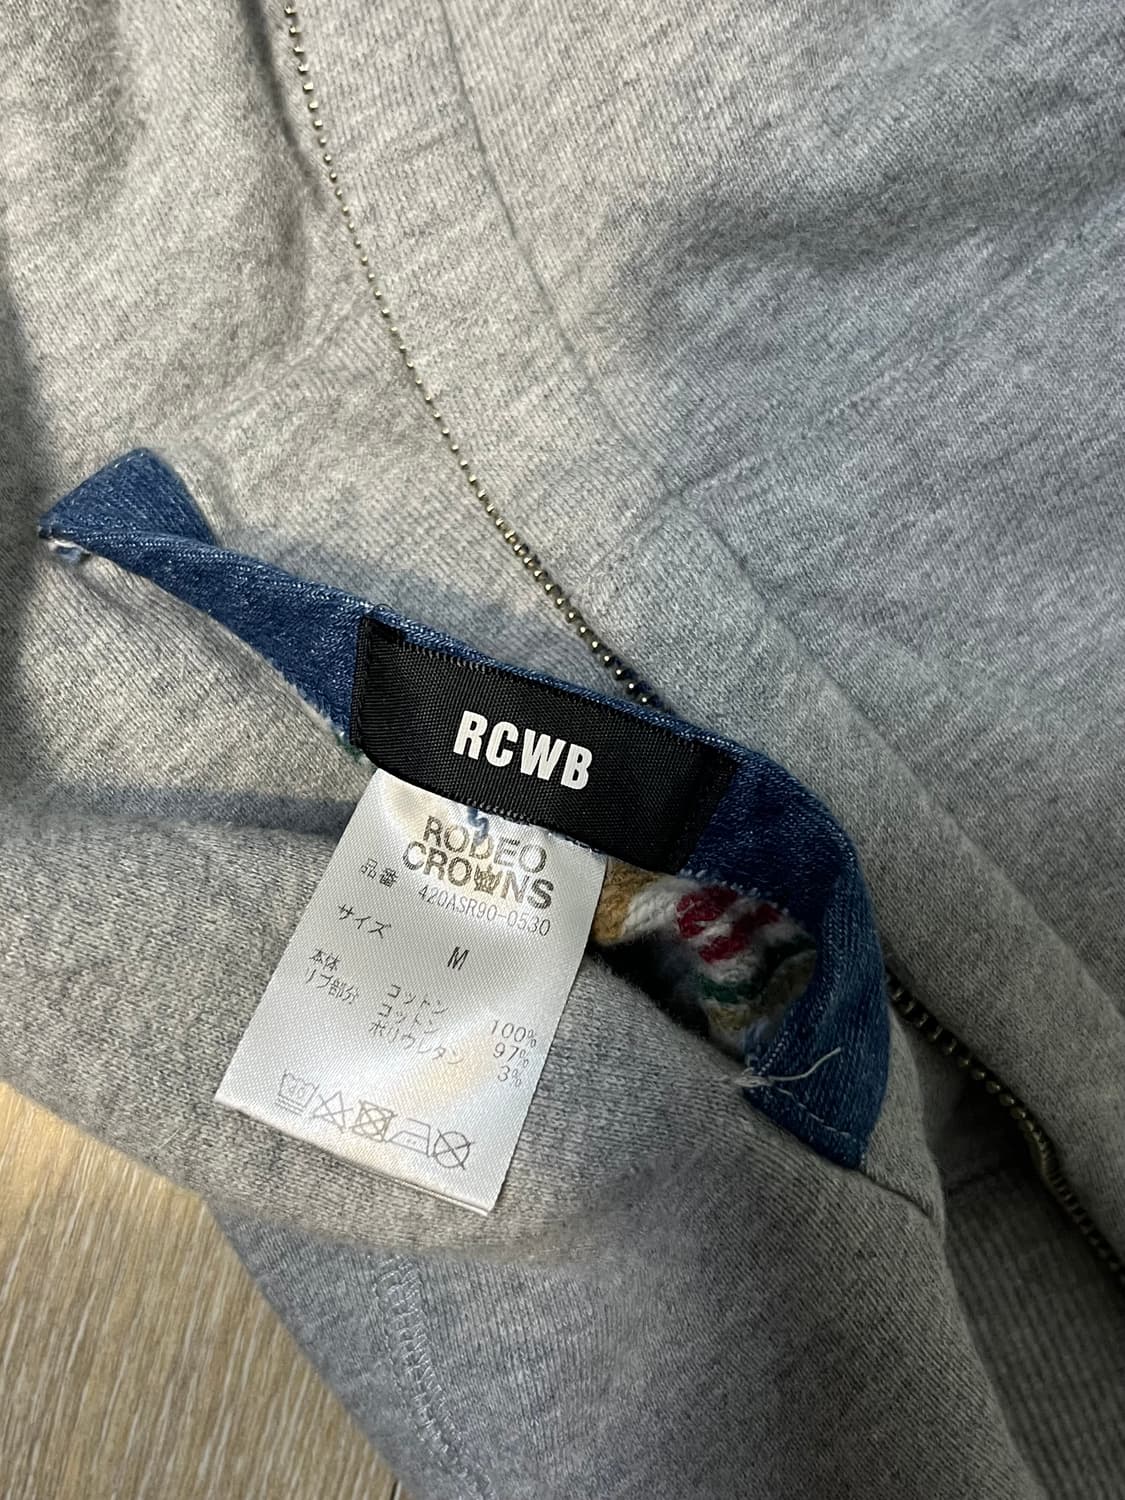 RCWB
RODEO
CROWNS
品番 420ASR90-0530
サイズ M
本体 コットン 100%
リブ部分 コットン 97%
ポリウレタン 3%